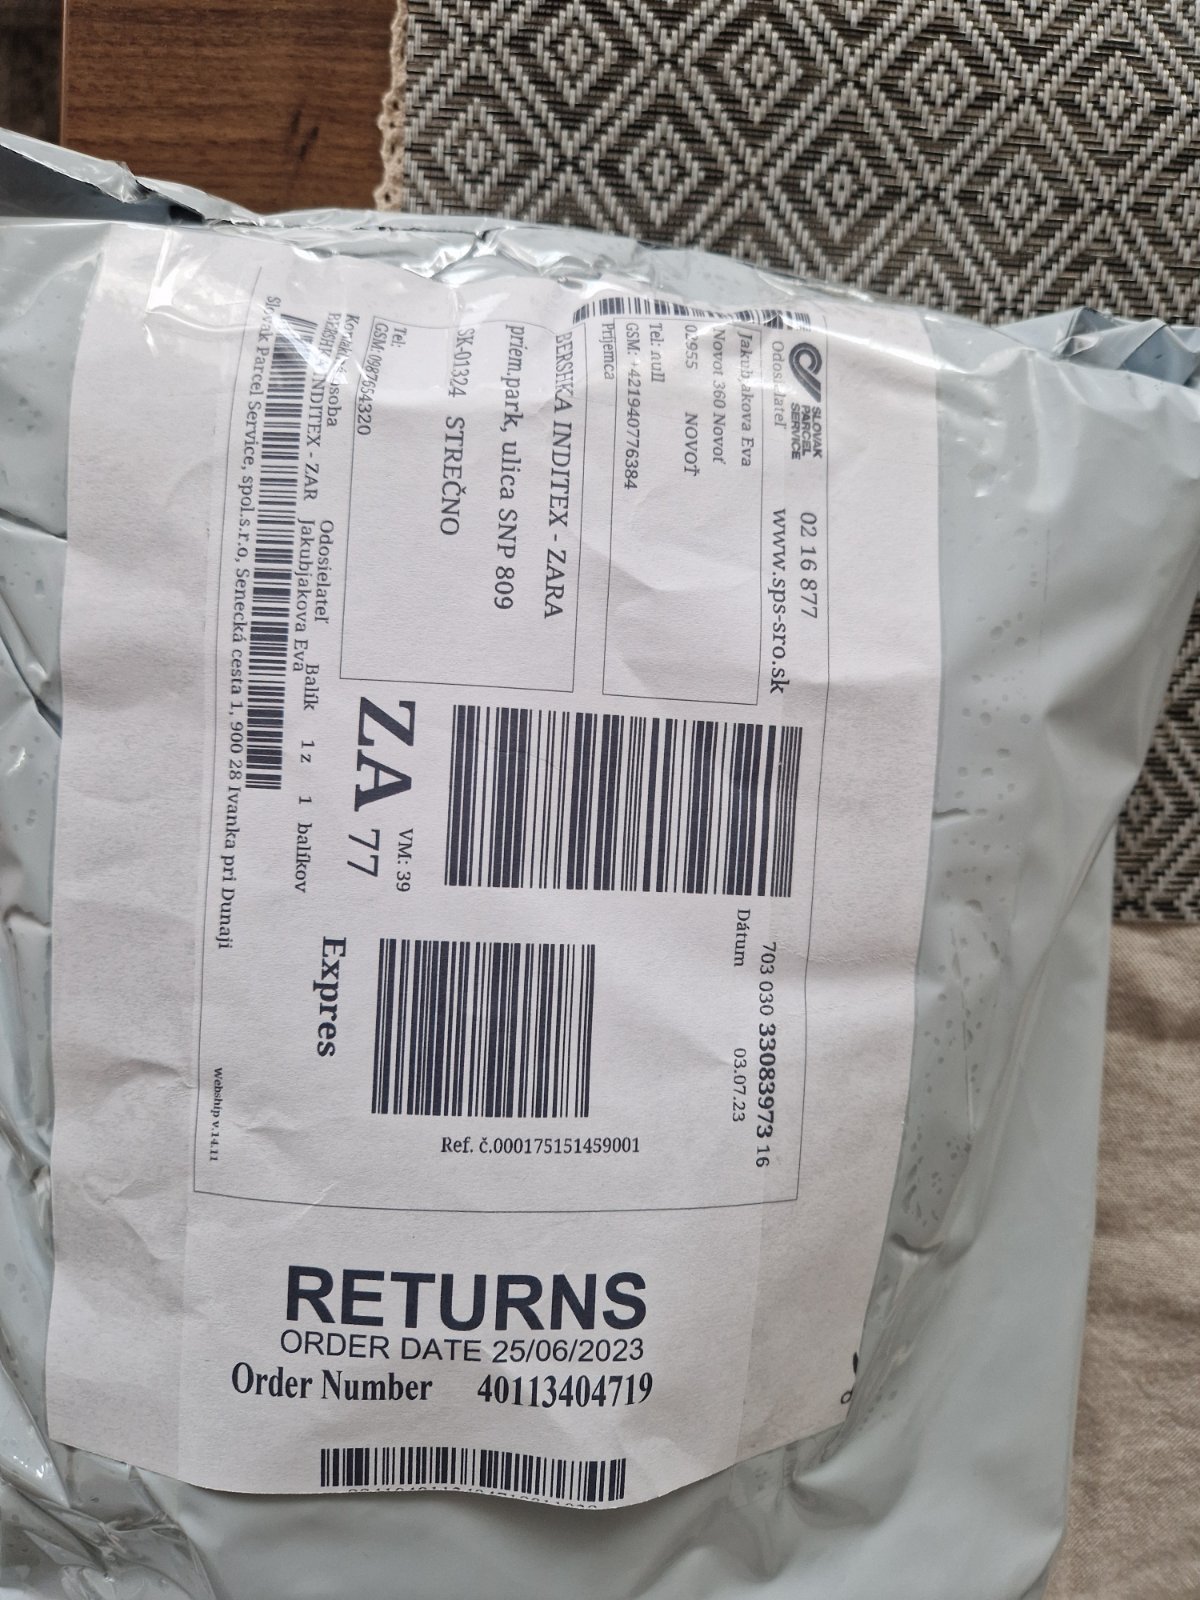 SLOVAK
PARCEL
SERVICE
02 16 877
www.sps-sro.sk
Odosielateľ
Jakubjakova Eva
Novoť 360 Novoť
02955 NOVOŤ
Tel: null
GSM: +421940776384
Príjemca
BERSHKA INDITEX - ZARA
priem.park, ulica SNP 809
SK-01324 STREČNO
Tel:
GSM:0987654320
703 030 33083973 16
Dátum 03.07.23
ZA 77
VM: 39
Expres
Ref. č.000175151459001
Kontaktná osoba
BERSHKA INDITEX - ZAR
Odosielateľ
Jakubjakova Eva
Balík 1 z 1 balíkov
Slovak Parcel Service, spol.s.r.o, Senecká cesta 1, 900 28 Ivanka pri Dunaji
Webship v.14.11
RETURNS
ORDER DATE 25/06/2023
Order Number 40113404719